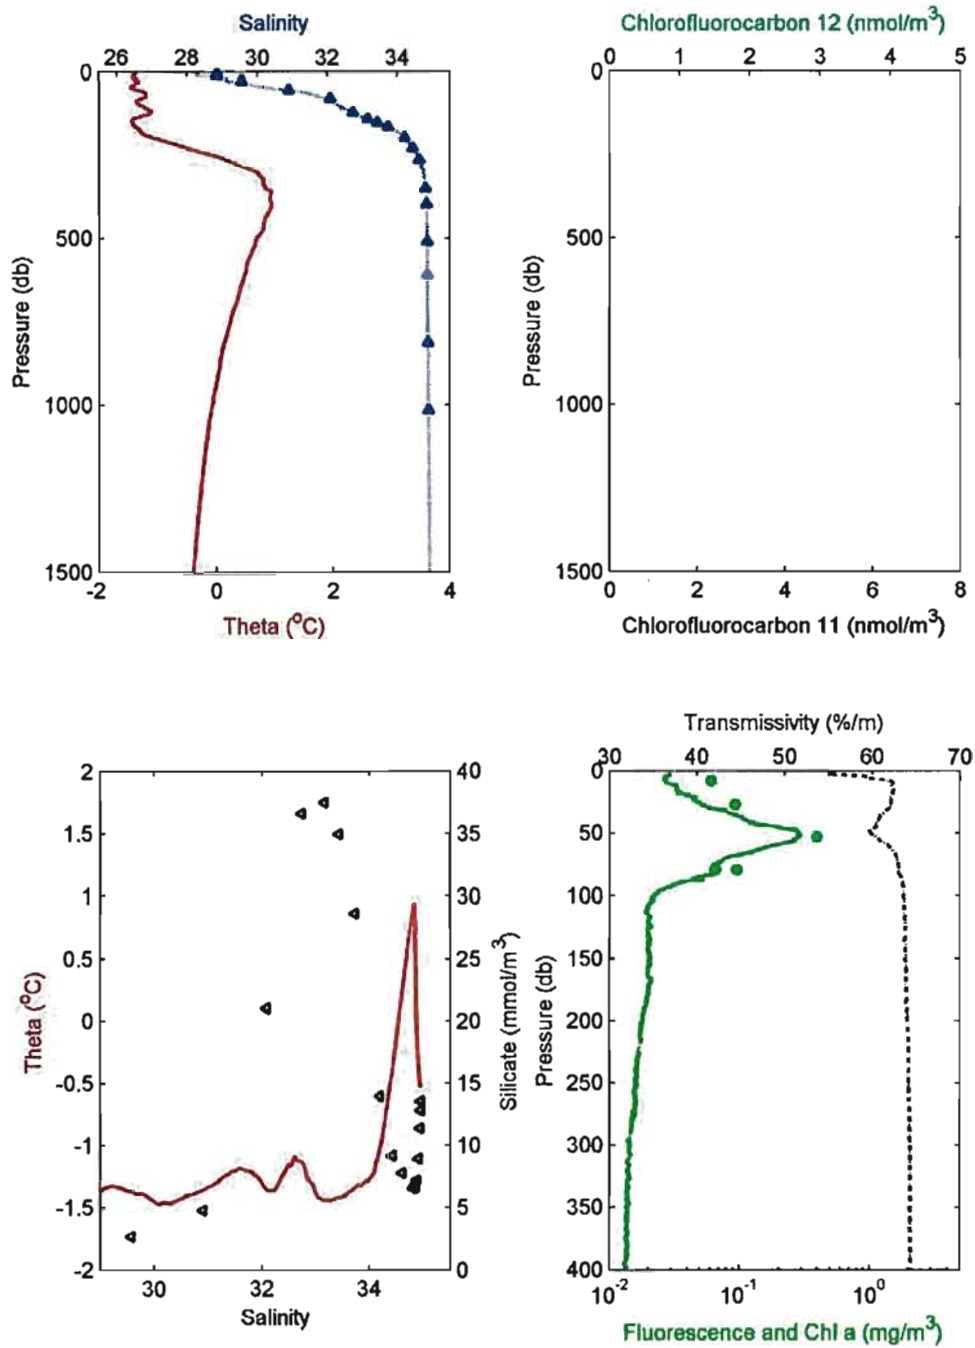 Salinity
26 28 30 32 34
0
500
1000
1500
Pressure (db)
-2 0 2 4
Theta (°C)
Chlorofluorocarbon 12 (nmol/m³)
0 1 2 3 4 5
0
500
1000
1500
Pressure (db)
0 2 4 6 8
Chlorofluorocarbon 11 (nmol/m³)
2
1.5
1
0.5
0
-0.5
-1
-1.5
-2
Theta (°C)
40
35
30
25
20
15
10
5
0
Silicate (mmol/m³)
30 32 34
Salinity
Transmissivity (%/m)
30 40 50 60 70
0
50
100
150
200
250
300
350
400
Pressure (db)
10⁻² 10⁻¹ 10⁰
Fluorescence and Chl a (mg/m³)